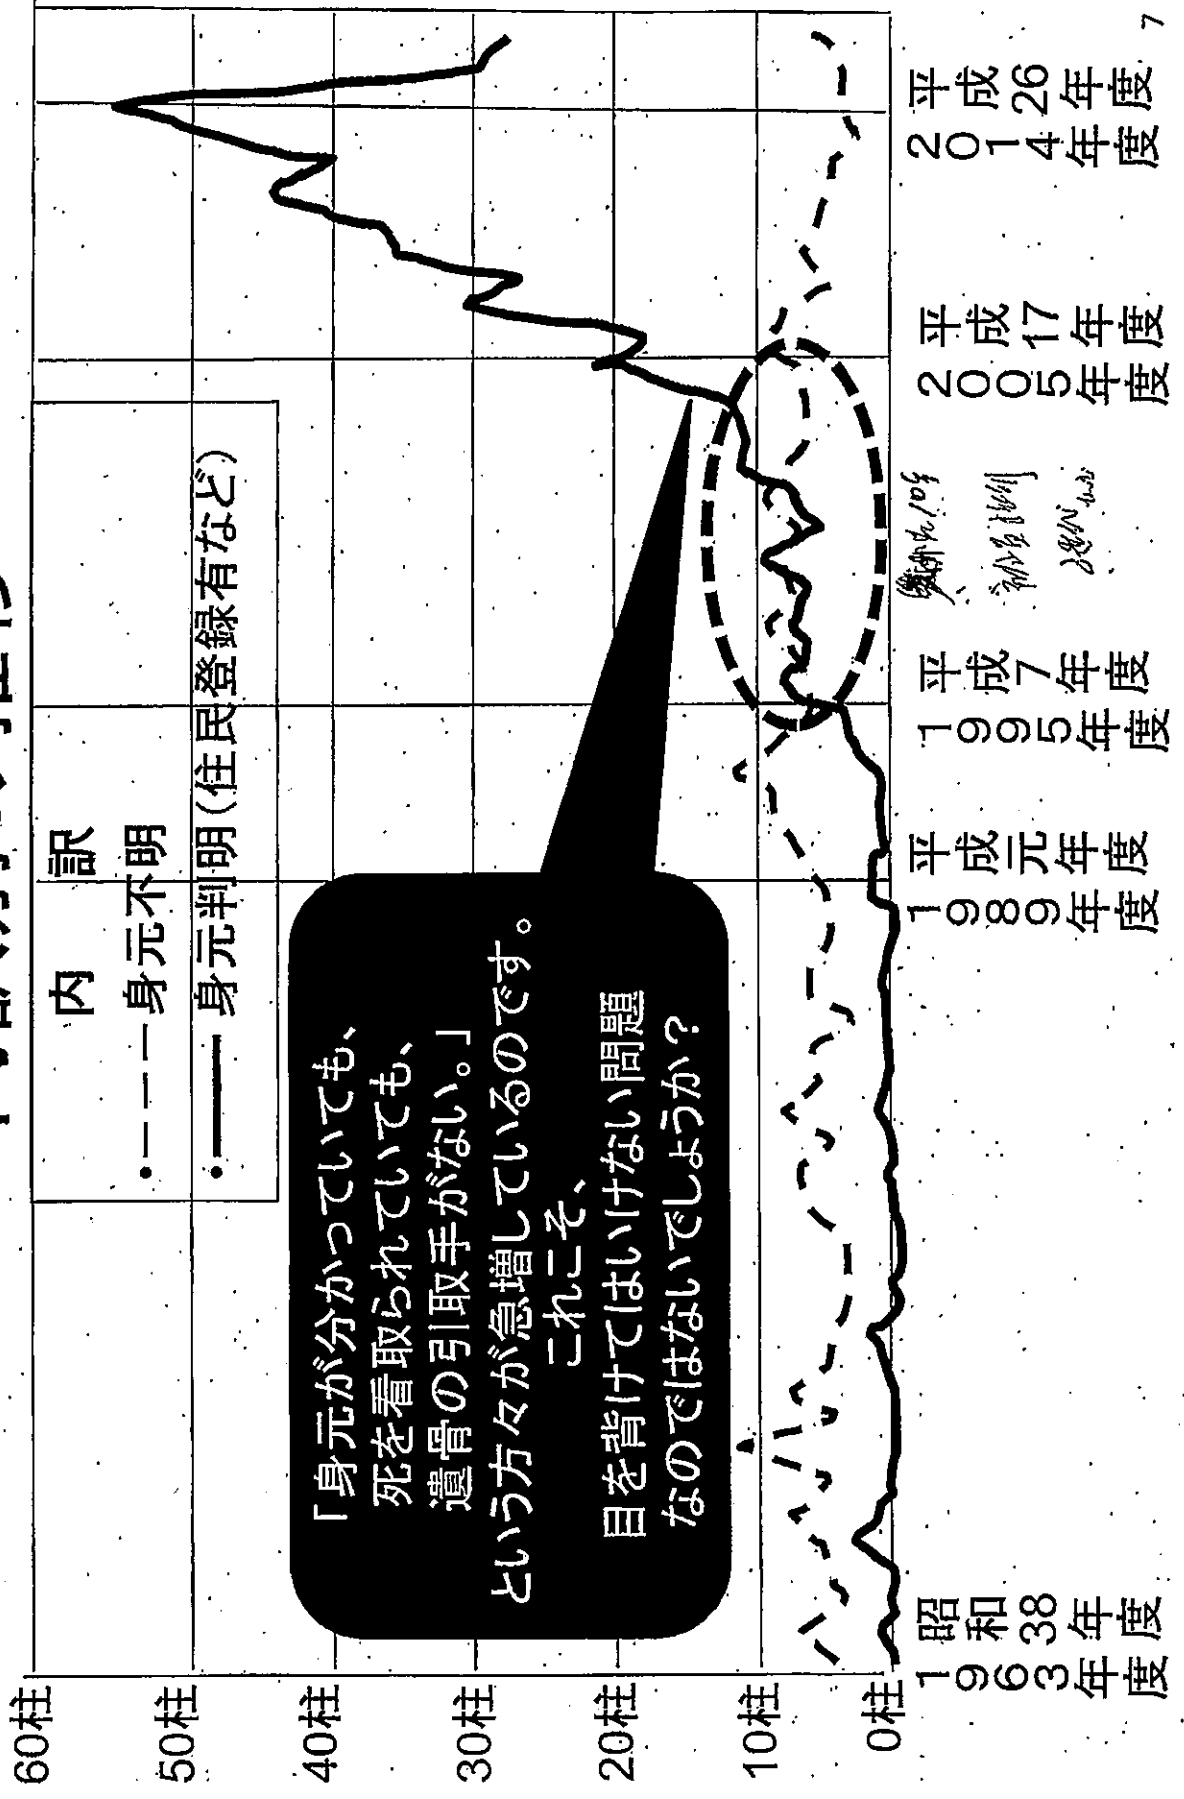 60柱
50柱
40柱
30柱
20柱
10柱
0柱
内 訳
身元不明
身元判明(住民登録有など)
「身元が分かっていても、
死を看取られていても、
遺骨の引取手がない。」
という方々が急増しているのです。
これこそ、
目を背けてはいけない問題
なのではないでしょうか?
1963年度
昭和38年度
1989年度
平成元年度
1995年度
平成7年度
2005年度
平成17年度
2014年度
平成26年度
7